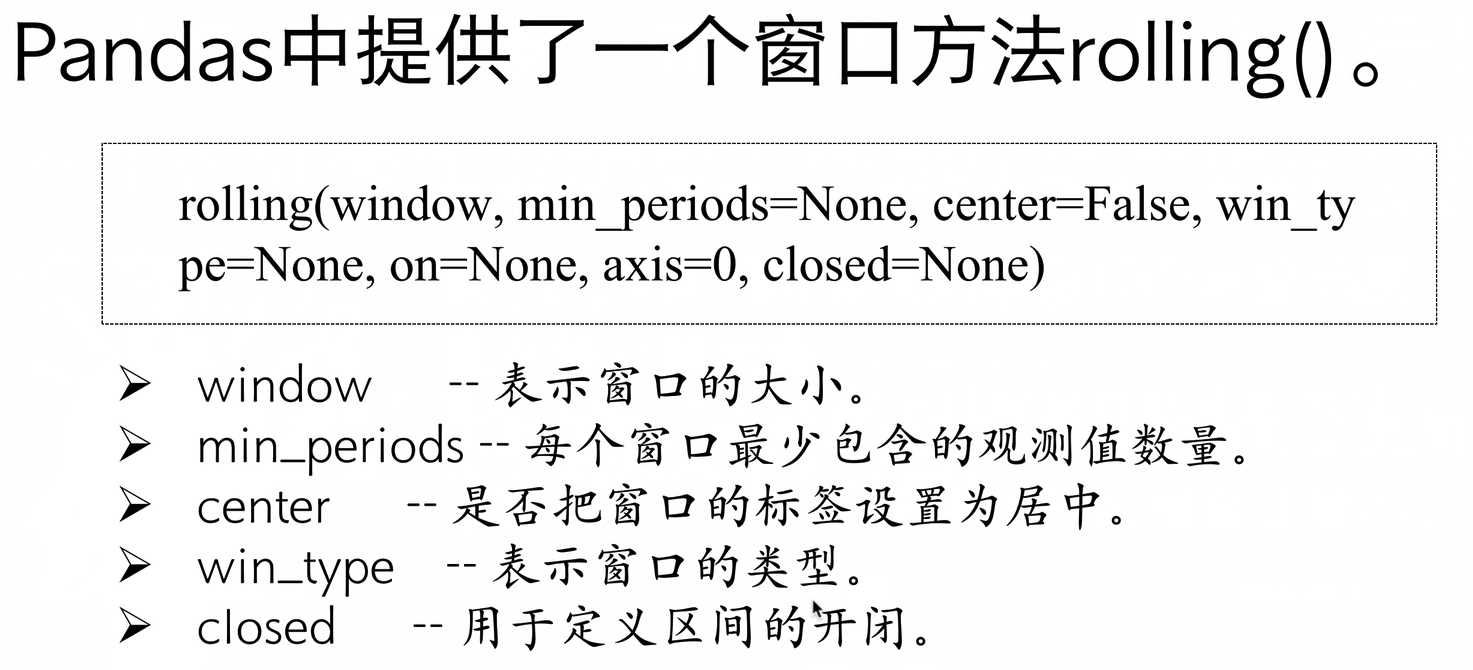 Pandas中提供了一个窗口方法rolling()。
rolling(window, min_periods=None, center=False, win_ty
pe=None, on=None, axis=0, closed=None)
➢ window -- 表示窗口的大小。
➢ min_periods -- 每个窗口最少包含的观测值数量。
➢ center -- 是否把窗口的标签设置为居中。
➢ win_type -- 表示窗口的类型。
➢ closed -- 用于定义区间的开闭。